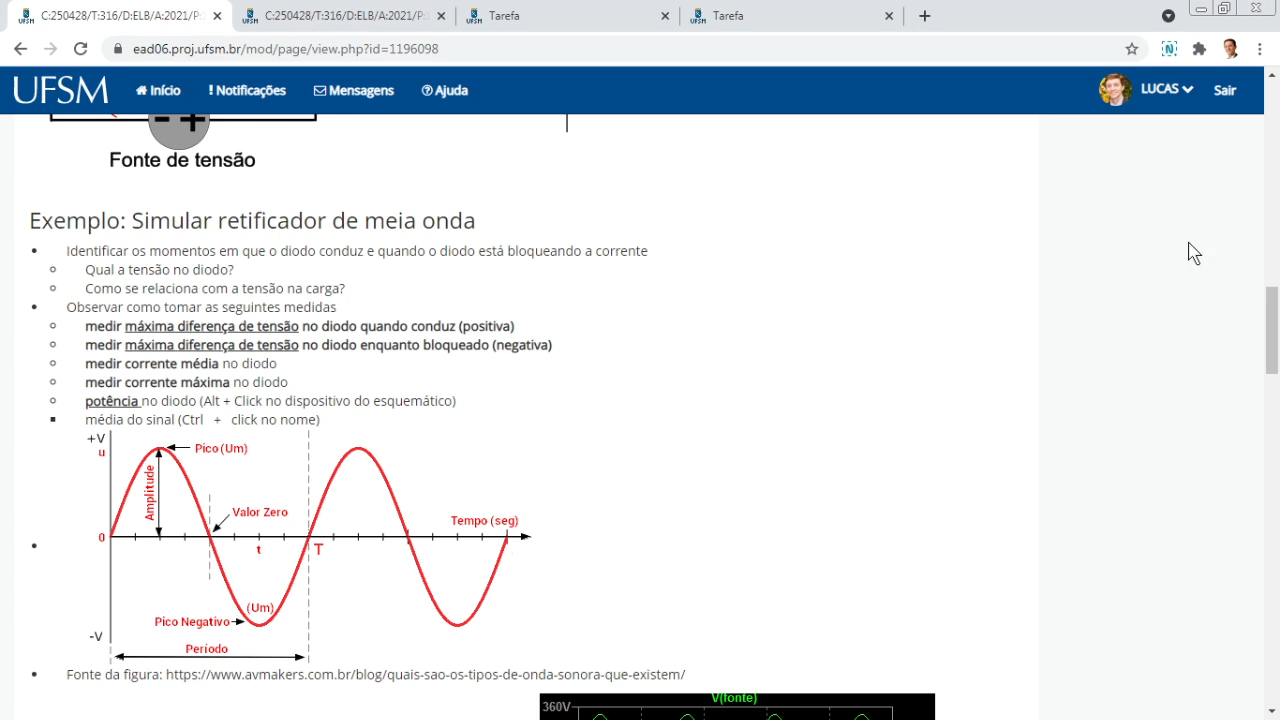 C:250428/T:316/D:ELB/A:2021/P:
C:250428/T:316/D:ELB/A:2021/P:
Tarefa
Tarefa
ead06.proj.ufsm.br/mod/page/view.php?id=1196098
UFSM Início ! Notificações Mensagens Ajuda LUCAS Sair
- +
Fonte de tensão
Exemplo: Simular retificador de meia onda
Identificar os momentos em que o diodo conduz e quando o diodo está bloqueando a corrente
Qual a tensão no diodo?
Como se relaciona com a tensão na carga?
Observar como tomar as seguintes medidas
medir máxima diferença de tensão no diodo quando conduz (positiva)
medir máxima diferença de tensão no diodo enquanto bloqueado (negativa)
medir corrente média no diodo
medir corrente máxima no diodo
potência no diodo (Alt + Click no dispositivo do esquemático)
média do sinal (Ctrl + click no nome)
+V
u
Pico (Um)
Amplitude
Valor Zero
Tempo (seg)
0
t
T
(Um)
Pico Negativo
-V
Período
Fonte da figura: https://www.avmakers.com.br/blog/quais-sao-os-tipos-de-onda-sonora-que-existem/
V(fonte)
360V